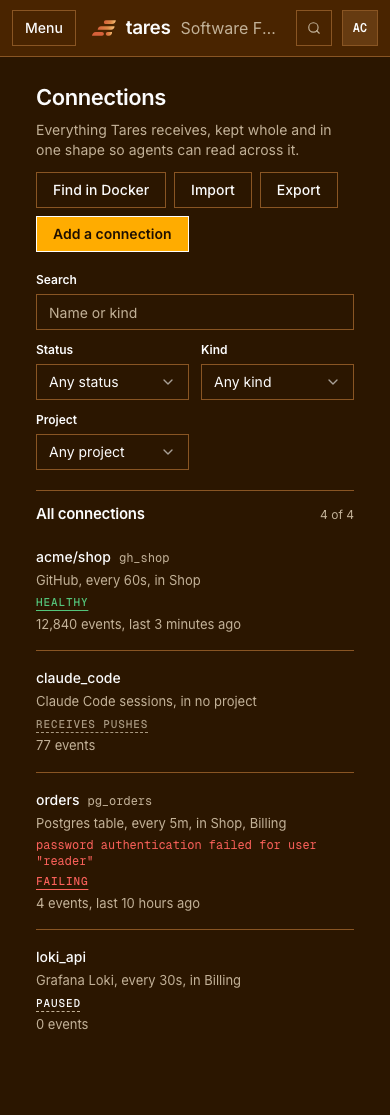 Menu
tares Software F...
AC
Connections
Everything Tares receives, kept whole and in
one shape so agents can read across it.
Find in Docker
Import
Export
Add a connection
Search
Name or kind
Status
Kind
Any status
Any kind
Project
Any project
All connections
4 of 4
acme/shop gh_shop
GitHub, every 60s, in Shop
HEALTHY
12,840 events, last 3 minutes ago
claude_code
Claude Code sessions, in no project
RECEIVES PUSHES
77 events
orders pg_orders
Postgres table, every 5m, in Shop, Billing
password authentication failed for user
"reader"
FAILING
4 events, last 10 hours ago
loki_api
Grafana Loki, every 30s, in Billing
PAUSED
0 events